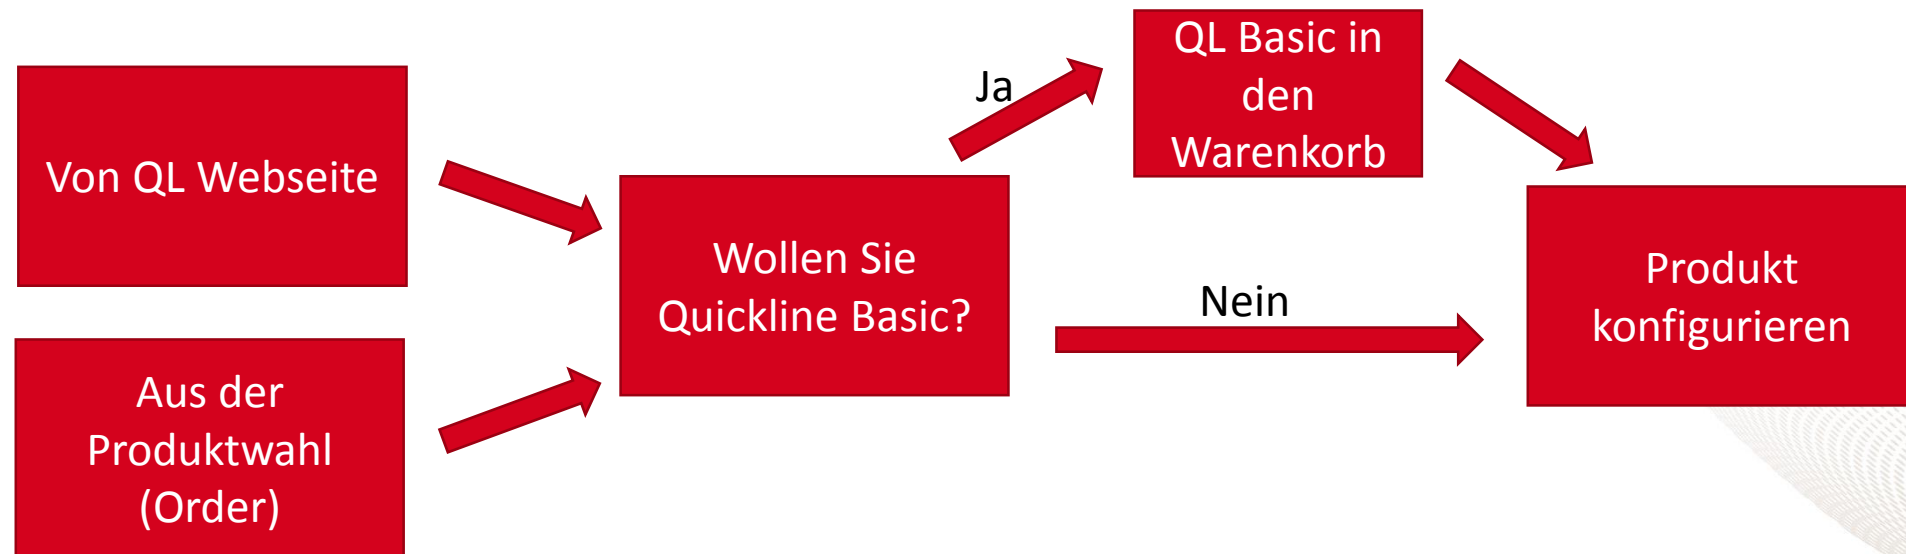 Von QL Webseite
Aus der
Produktwahl
(Order)
Wollen Sie
Quickline Basic?
Ja
QL Basic in
den
Warenkorb
Nein
Produkt
konfigurieren